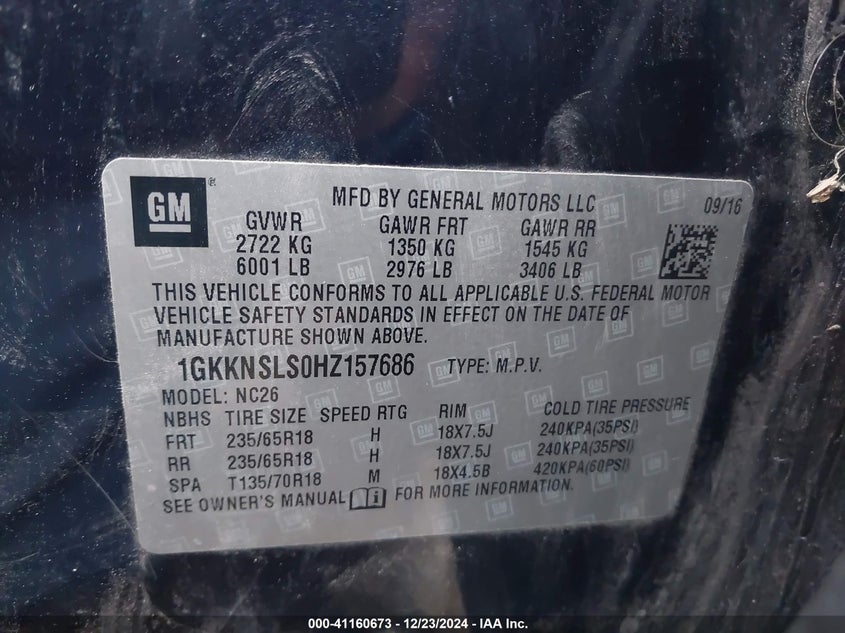 GM ®
MFD BY GENERAL MOTORS LLC 09/16
GVWR GAWR FRT GAWR RR
2722 KG 1350 KG 1545 KG
6001 LB 2976 LB 3406 LB
THIS VEHICLE CONFORMS TO ALL APPLICABLE U.S. FEDERAL MOTOR
VEHICLE SAFETY STANDARDS IN EFFECT ON THE DATE OF
MANUFACTURE SHOWN ABOVE.
1GKKNSLS0HZ157686 TYPE: M.P.V.
MODEL: NC26
NBHS TIRE SIZE SPEED RTG RIM COLD TIRE PRESSURE
FRT 235/65R18 H 18X7.5J 240KPA(35PSI)
RR 235/65R18 H 18X7.5J 240KPA(35PSI)
SPA T135/70R18 M 18X4.5B 420KPA(60PSI)
SEE OWNER'S MANUAL FOR MORE INFORMATION.
000-41160673 - 12/23/2024 - IAA Inc.